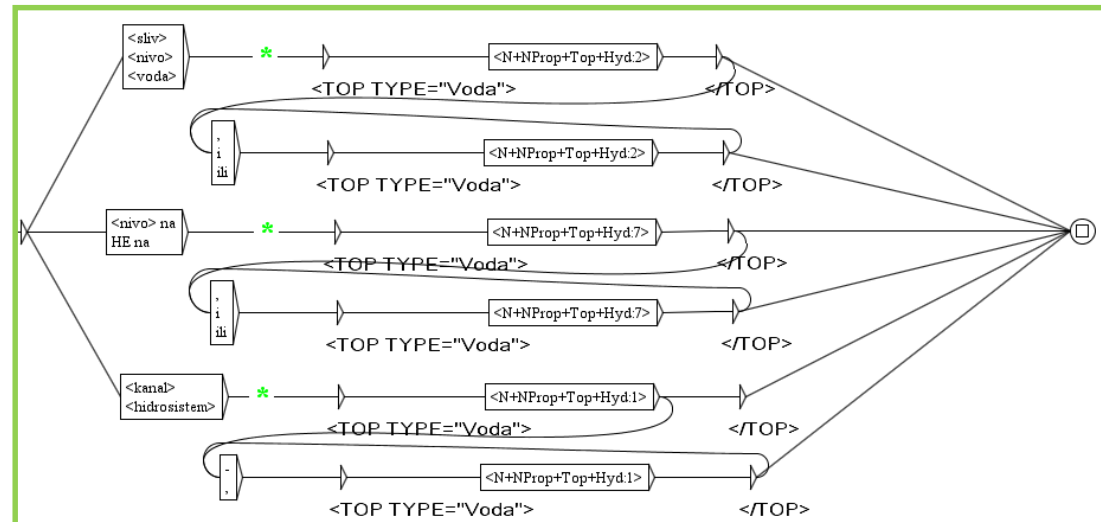 <sliv>
<nivo>
<voda>
*
<N+NProp+Top+Hyd:2>
<TOP TYPE="Voda">
</TOP>
,
i
ili
<N+NProp+Top+Hyd:2>
<TOP TYPE="Voda">
</TOP>
<nivo> na
HE na
*
<N+NProp+Top+Hyd:7>
<TOP TYPE="Voda">
</TOP>
,
i
ili
<N+NProp+Top+Hyd:7>
<TOP TYPE="Voda">
</TOP>
<kanal>
<hidrosistem>
*
<N+NProp+Top+Hyd:1>
<TOP TYPE="Voda">
</TOP>
-
,
<N+NProp+Top+Hyd:1>
<TOP TYPE="Voda">
</TOP>